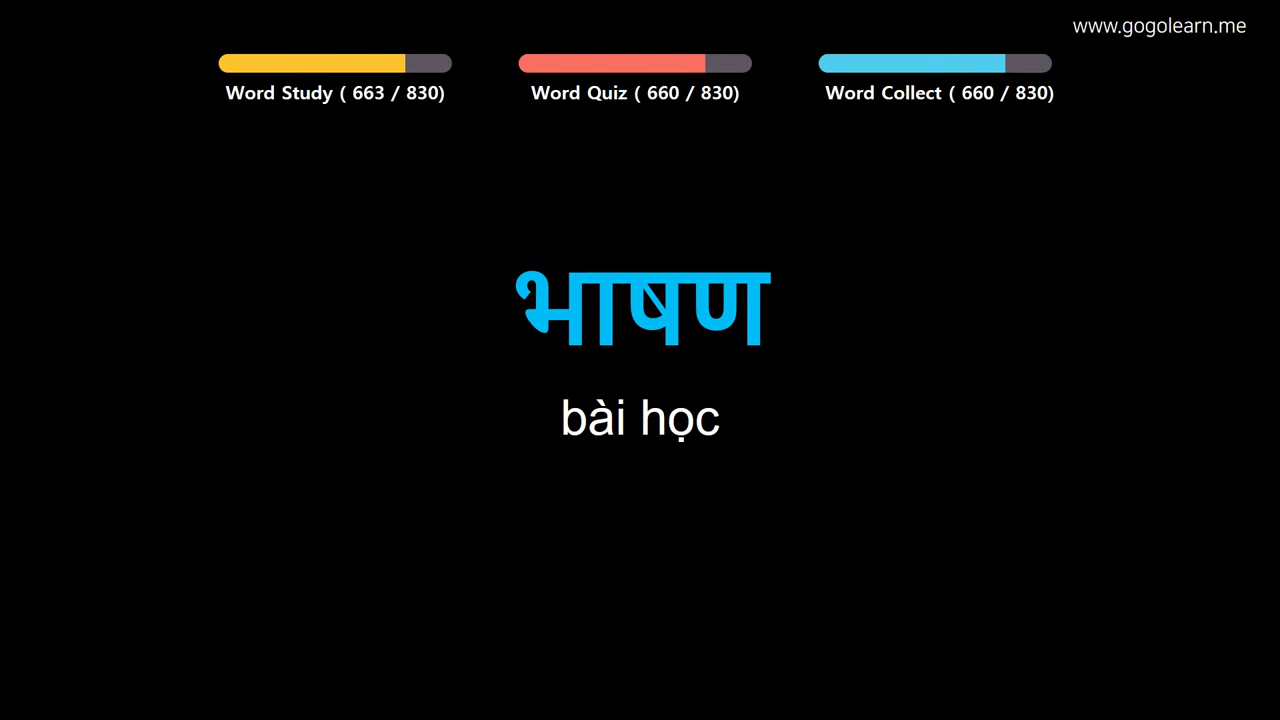 www.gogolearn.me
Word Study ( 663 / 830)
Word Quiz ( 660 / 830)
Word Collect ( 660 / 830)
भाषण
bài học